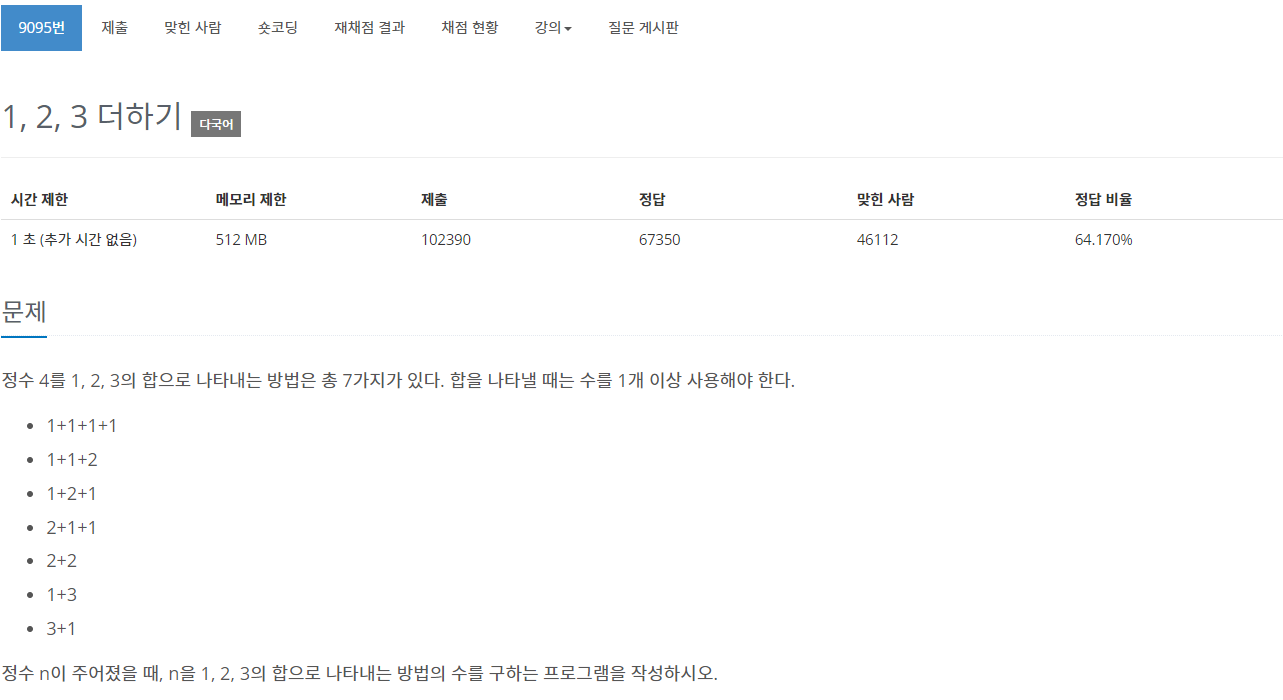 9095번 제출 맞힌 사람 숏코딩 재채점 결과 채점 현황 강의 질문 게시판
1, 2, 3 더하기 다국어
시간 제한 메모리 제한 제출 정답 맞힌 사람 정답 비율
1 초 (추가 시간 없음) 512 MB 102390 67350 46112 64.170%
문제
정수 4를 1, 2, 3의 합으로 나타내는 방법은 총 7가지가 있다. 합을 나타낼 때는 수를 1개 이상 사용해야 한다.
1+1+1+1
1+1+2
1+2+1
2+1+1
2+2
1+3
3+1
정수 n이 주어졌을 때, n을 1, 2, 3의 합으로 나타내는 방법의 수를 구하는 프로그램을 작성하시오.